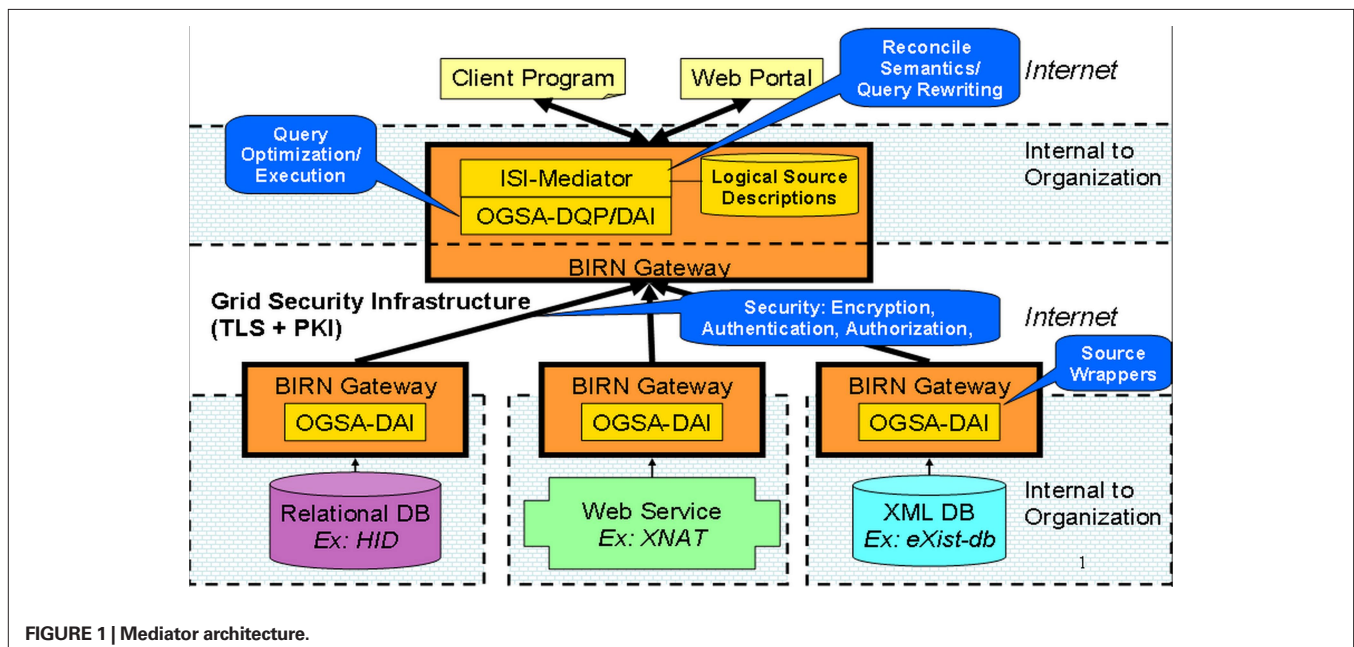 Client Program
Web Portal
Reconcile
Semantics/
Query Rewriting
Internet
Query
Optimization/
Execution
ISI-Mediator
OGSA-DQP/DAI
Logical Source
Descriptions
BIRN Gateway
Internal to
Organization
Grid Security Infrastructure
(TLS + PKI)
Security: Encryption,
Authentication, Authorization,
Internet
Source
Wrappers
BIRN Gateway
OGSA-DAI
BIRN Gateway
OGSA-DAI
BIRN Gateway
OGSA-DAI
Relational DB
Ex: HID
Web Service
Ex: XNAT
XML DB
Ex: eXist-db
Internal to
Organization
1
FIGURE 1 | Mediator architecture.